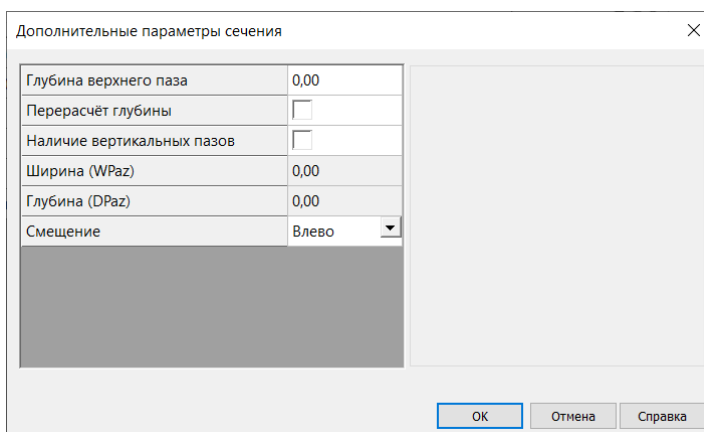 Дополнительные параметры сечения
Глубина верхнего паза 0,00
Перерасчёт глубины
Наличие вертикальных пазов
Ширина (WPaz) 0,00
Глубина (DPaz) 0,00
Смещение Влево
OK Отмена Справка